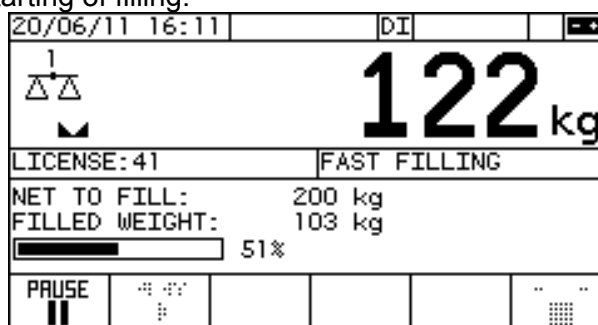 starting of filling.
20/06/11 16:11 DI
1
122 kg
LICENSE:41 FAST FILLING
NET TO FILL: 200 kg
FILLED WEIGHT: 103 kg
51%
PAUSE